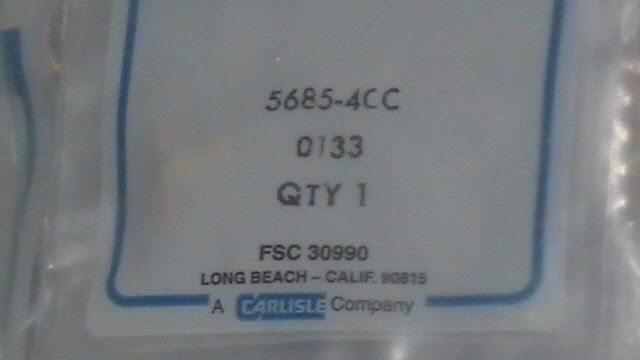 5685-4CC
0133
QTY 1
FSC 30990
LONG BEACH - CALIF. 90815
A CARLISLE Company